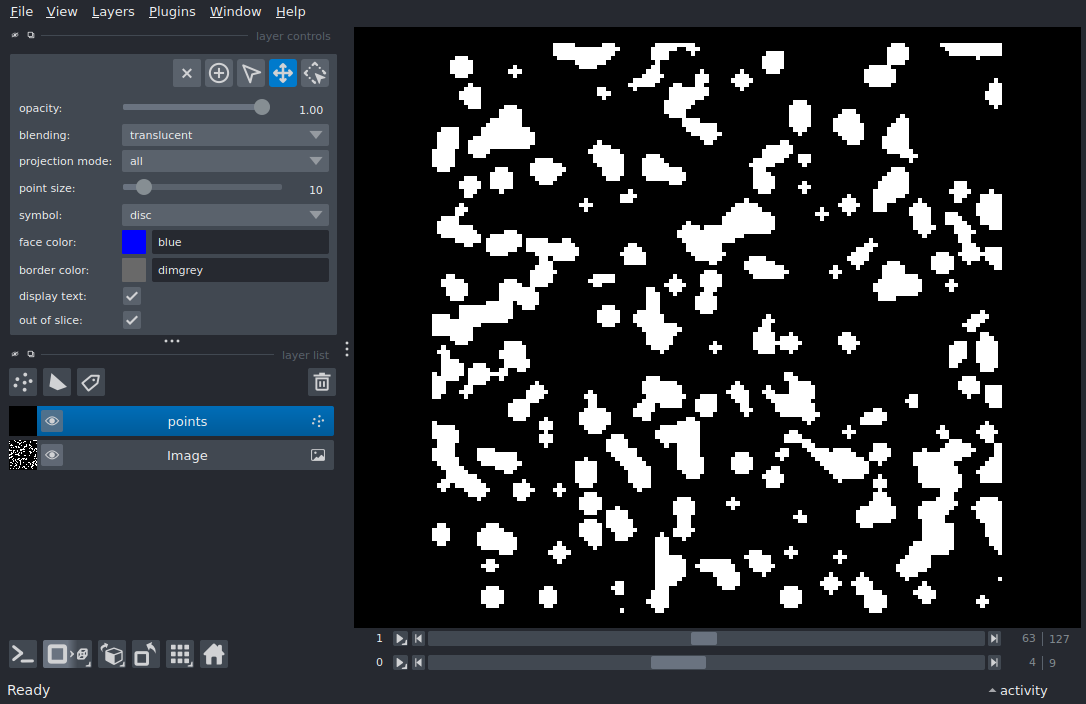 File View Layers Plugins Window Help
layer controls
opacity: 1.00
blending: translucent
projection mode: all
point size: 10
symbol: disc
face color: blue
border color: dimgrey
display text:
out of slice:
layer list
points
Image
1 63 127
0 4 9
Ready activity